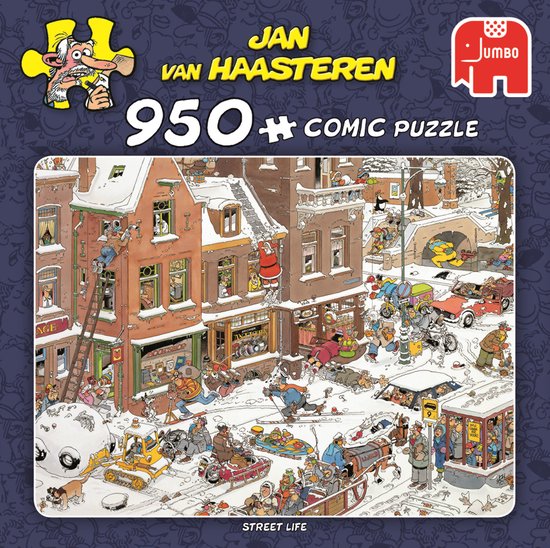 JAN
VAN HAASTEREN
Jumbo
950 COMIC PUZZLE
STREET LIFE